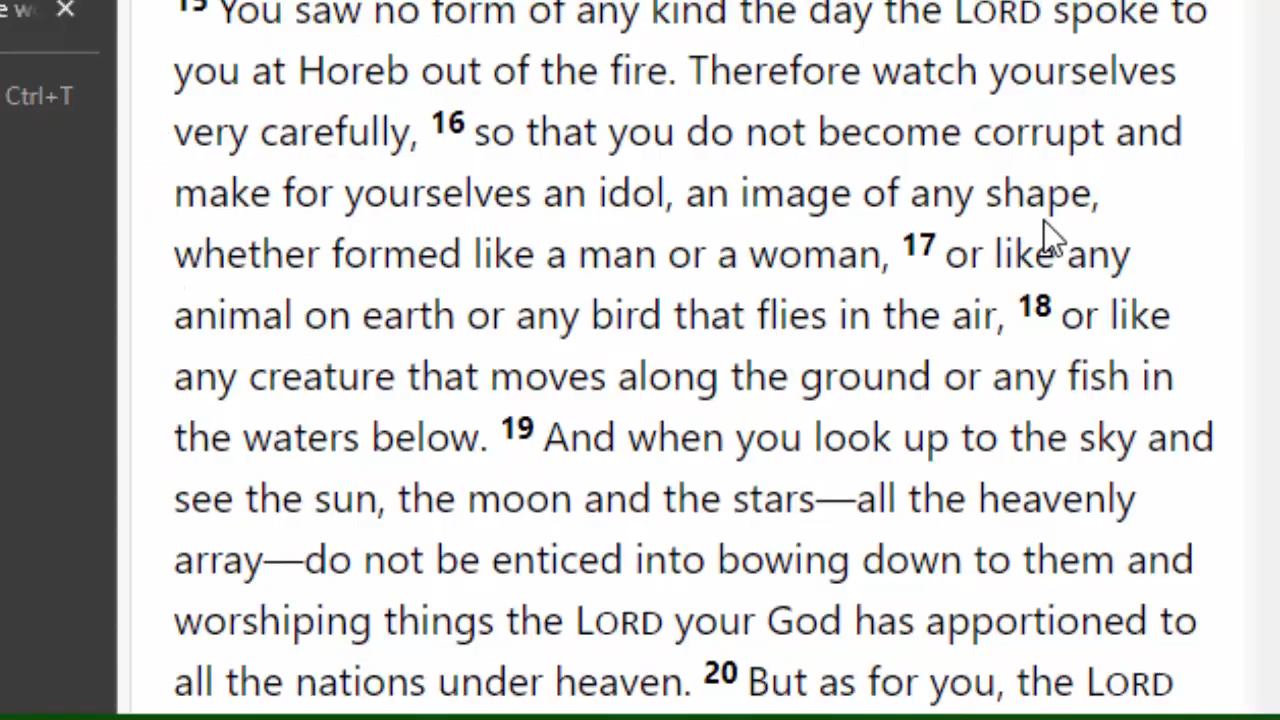 e w
Ctrl+T
15 You saw no form of any kind the day the LORD spoke to
you at Horeb out of the fire. Therefore watch yourselves
very carefully, 16 so that you do not become corrupt and
make for yourselves an idol, an image of any shape,
whether formed like a man or a woman, 17 or like any
animal on earth or any bird that flies in the air, 18 or like
any creature that moves along the ground or any fish in
the waters below. 19 And when you look up to the sky and
see the sun, the moon and the stars—all the heavenly
array—do not be enticed into bowing down to them and
worshiping things the LORD your God has apportioned to
all the nations under heaven. 20 But as for you, the LORD